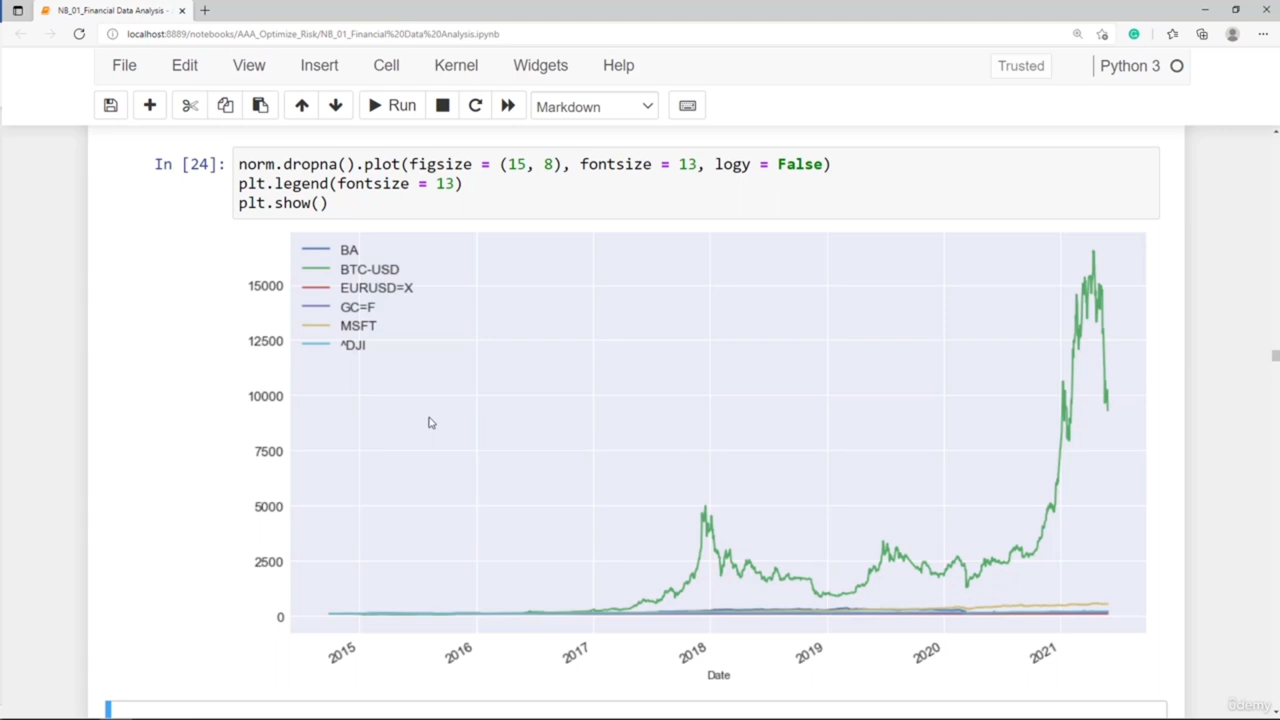 NB_01_Financial Data Analysis -
localhost:8889/notebooks/AAA_Optimize_Risk/NB_01_Financial%20Data%20Analysis.ipynb
File Edit View Insert Cell Kernel Widgets Help Trusted Python 3
Run Markdown
In [24]: norm.dropna().plot(figsize = (15, 8), fontsize = 13, logy = False)
plt.legend(fontsize = 13)
plt.show()
BA
BTC-USD
EURUSD=X
GC=F
MSFT
^DJI
15000
12500
10000
7500
5000
2500
0
2015 2016 2017 2018 2019 2020 2021
Date
ûdemy